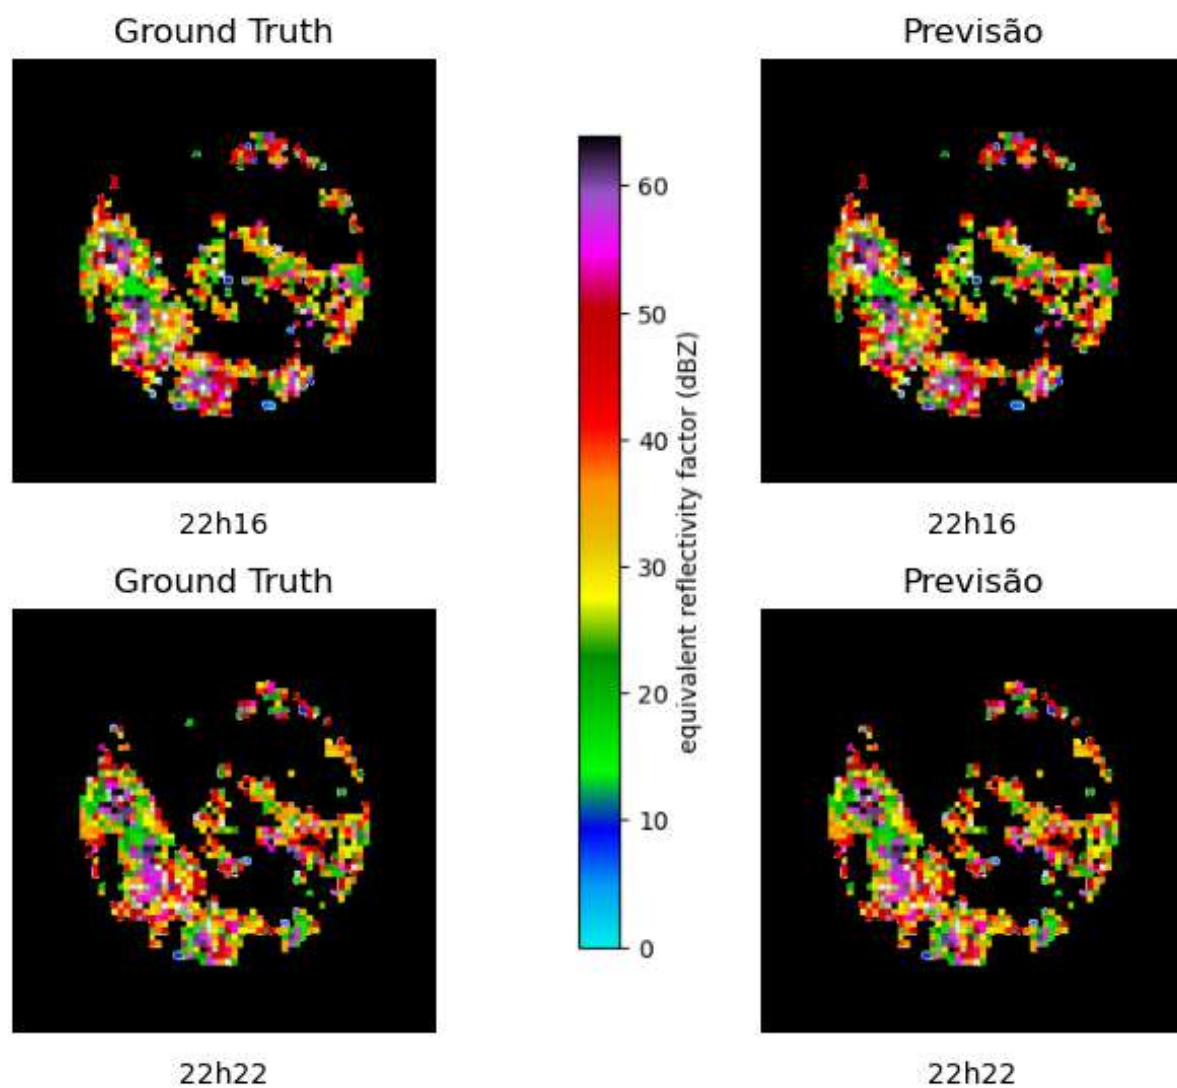 Ground Truth
Previsão
60
50
40
30
20
10
0
equivalent reflectivity factor (dBZ)
22h16
22h16
Ground Truth
Previsão
22h22
22h22